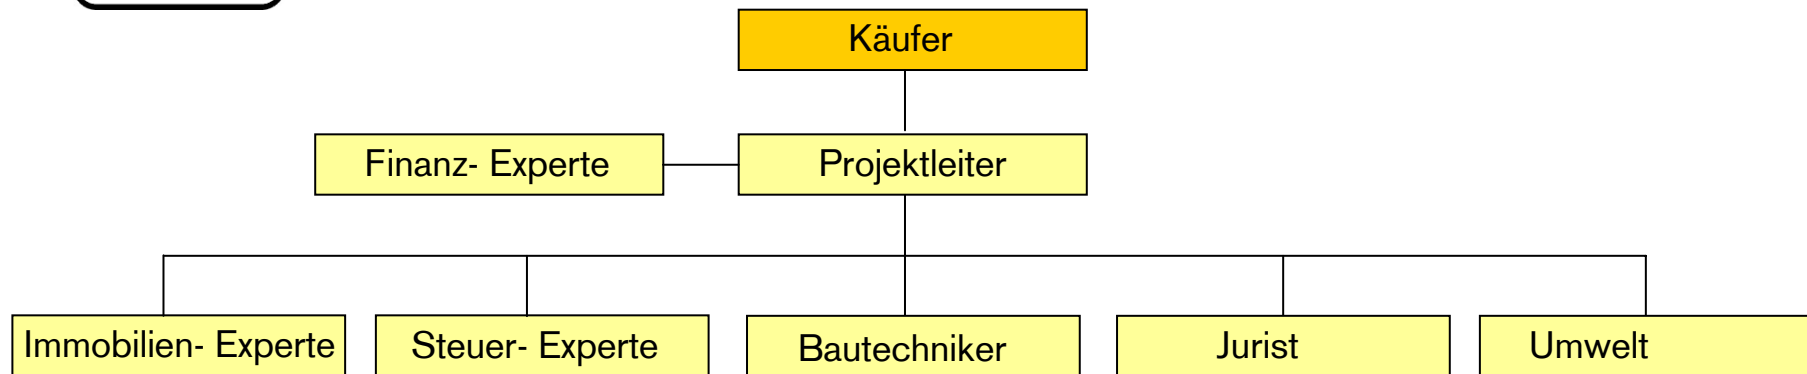 Käufer
Finanz- Experte
Projektleiter
Immobilien- Experte
Steuer- Experte
Bautechniker
Jurist
Umwelt